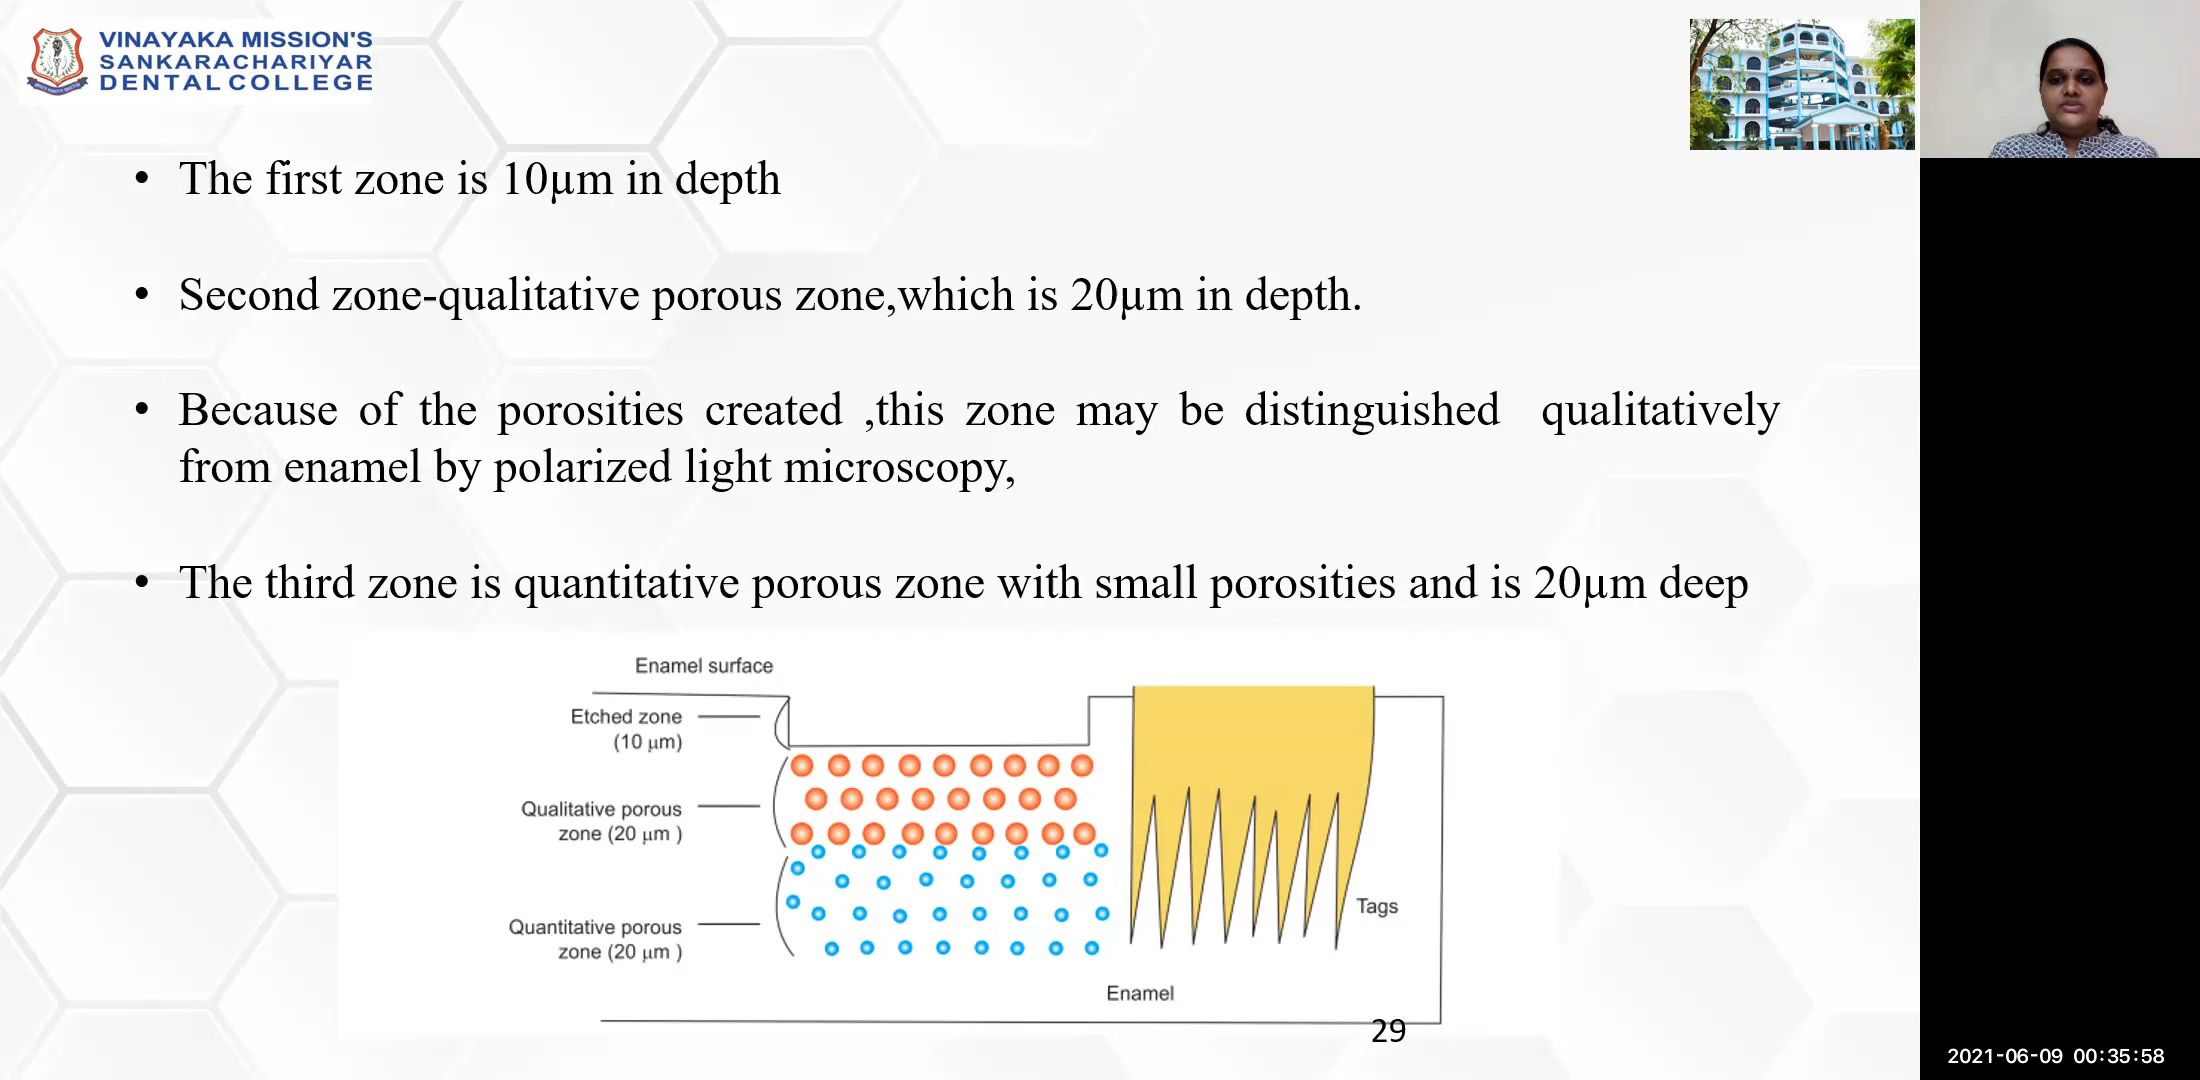 VINAYAKA MISSION'S
SANKARACHARIYAR
DENTAL COLLEGE
• The first zone is 10µm in depth
• Second zone-qualitative porous zone,which is 20µm in depth.
• Because of the porosities created ,this zone may be distinguished qualitatively
from enamel by polarized light microscopy,
• The third zone is quantitative porous zone with small porosities and is 20µm deep
Enamel surface
Etched zone
(10 µm)
Qualitative porous
zone (20 µm )
Quantitative porous
zone (20 µm )
Tags
Enamel
29
2021-06-09 00:35:58